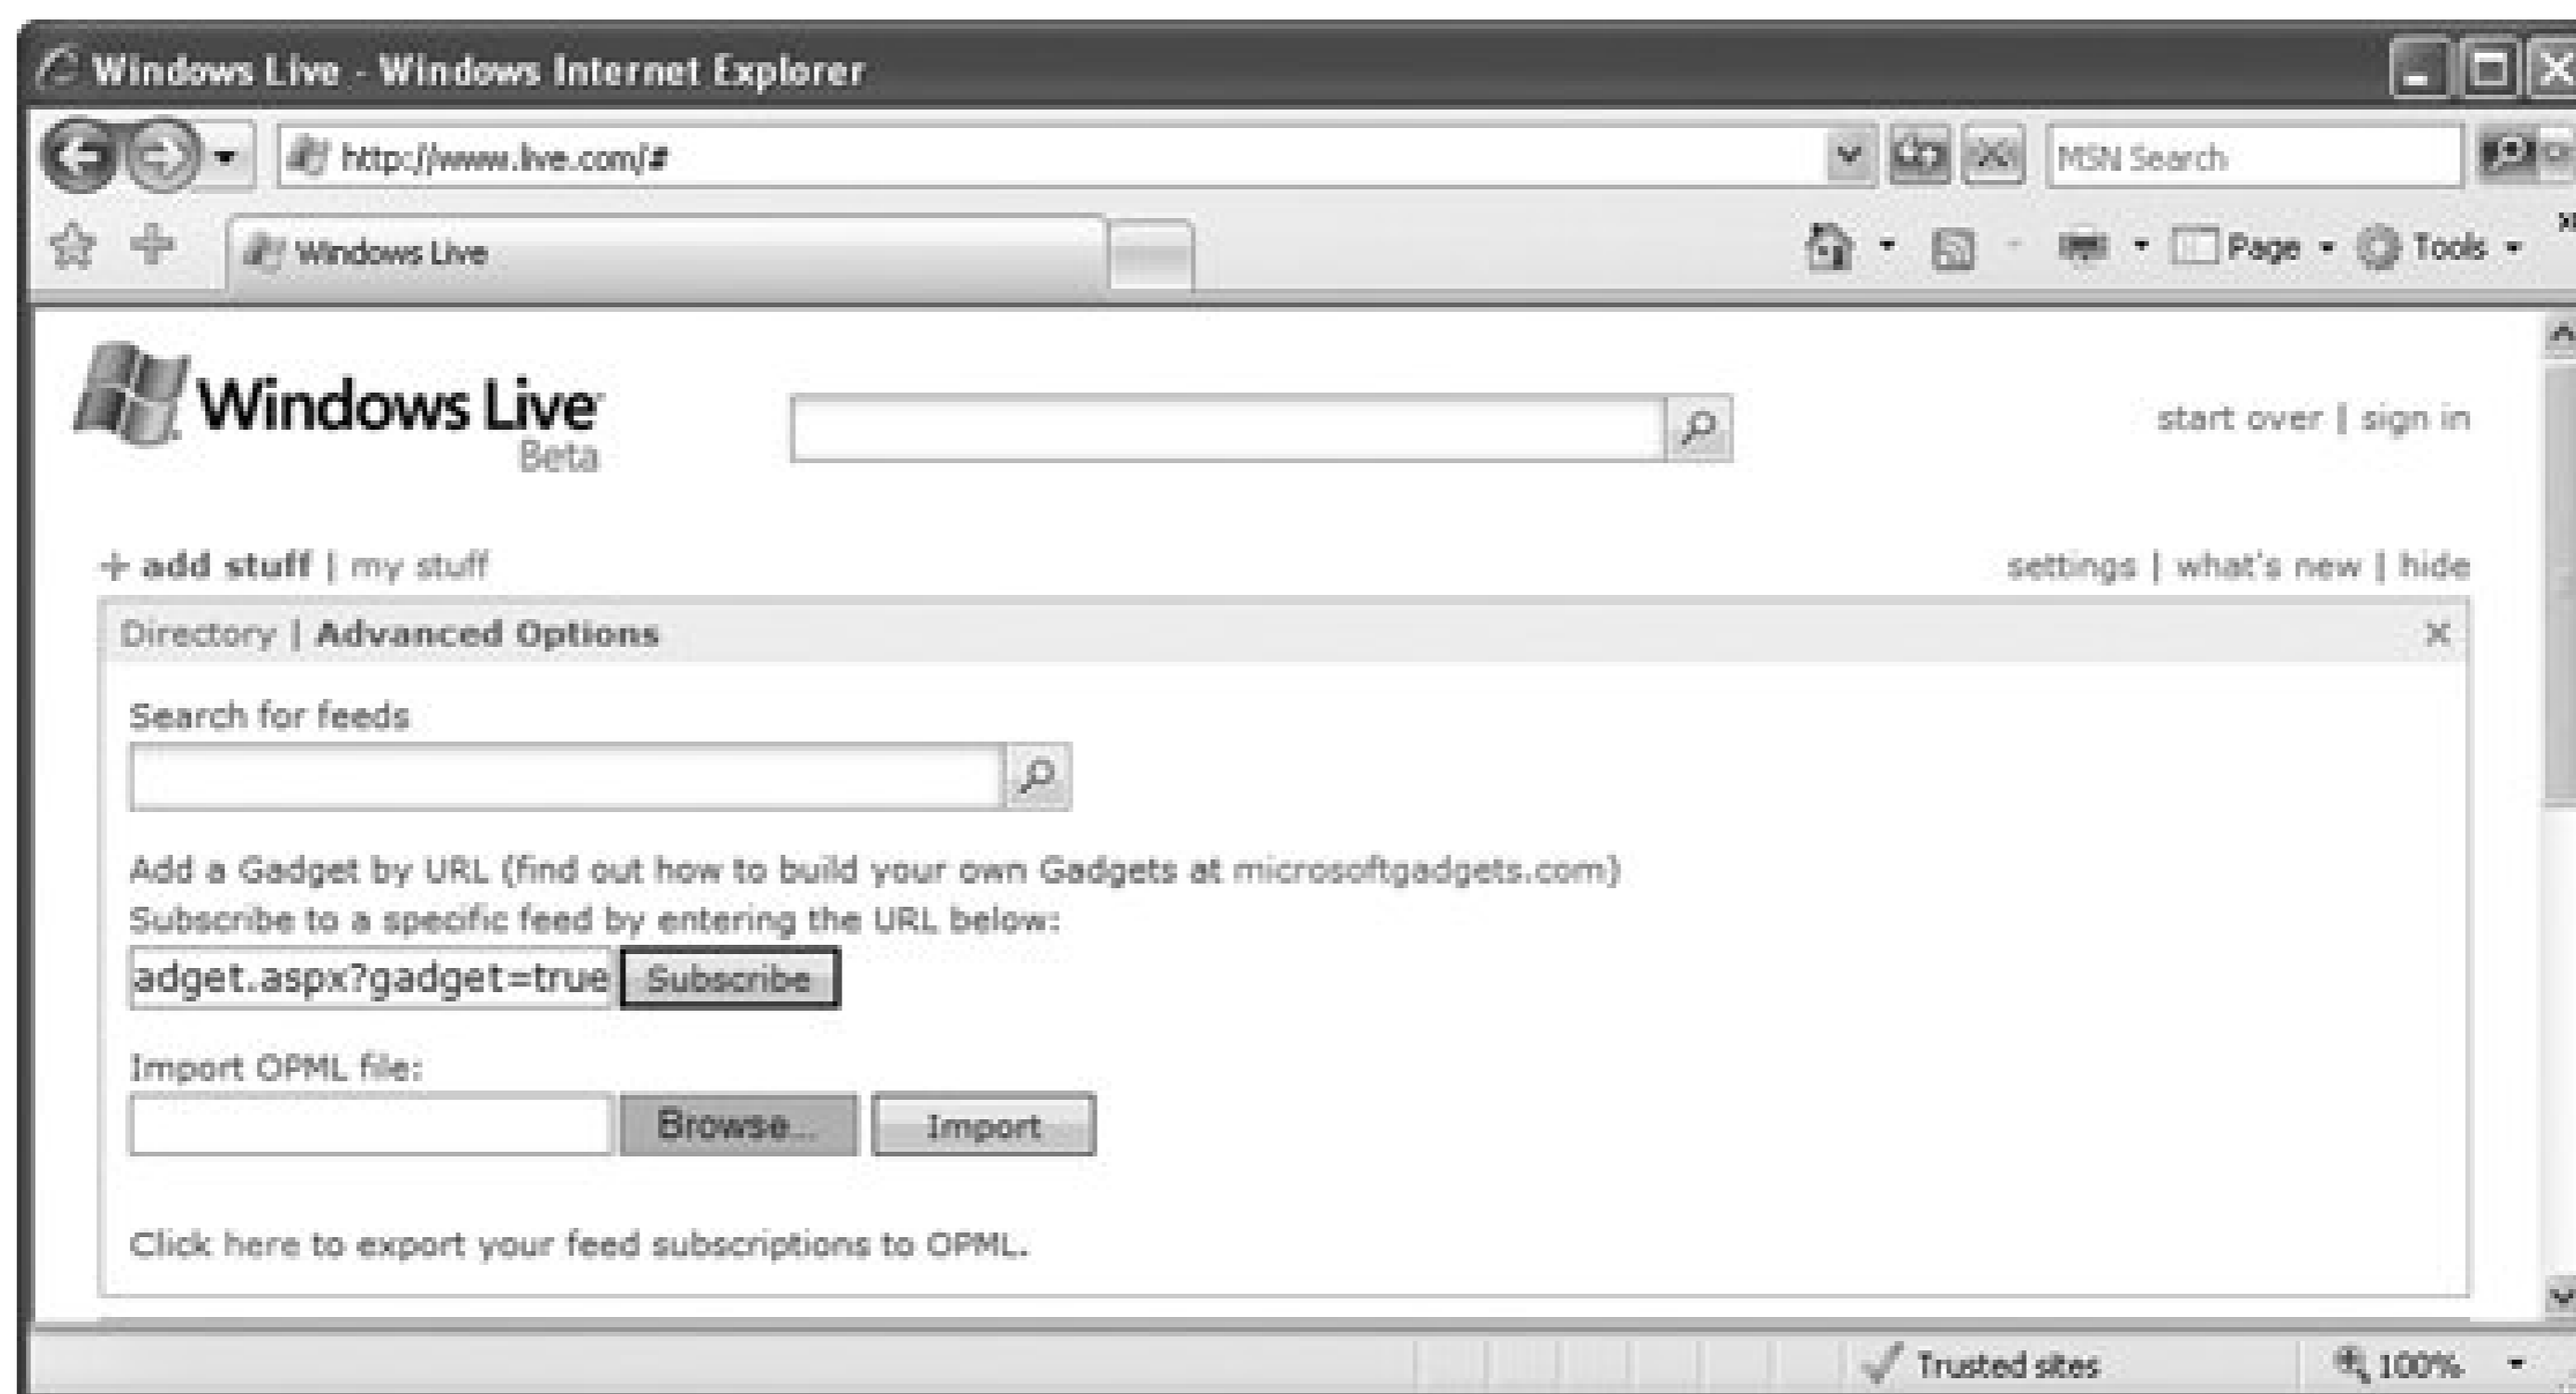 Windows Live - Windows Internet Explorer
http://www.live.com/#
MSN Search
Windows Live
Page
Tools
Windows Live
Beta
start over | sign in
+ add stuff | my stuff
settings | what's new | hide
Directory | Advanced Options
Search for feeds
Add a Gadget by URL (find out how to build your own Gadgets at microsoftgadgets.com)
Subscribe to a specific feed by entering the URL below:
adget.aspx?gadget=true Subscribe
Import OPML file:
Browse... Import
Click here to export your feed subscriptions to OPML.
Trusted sites
100%